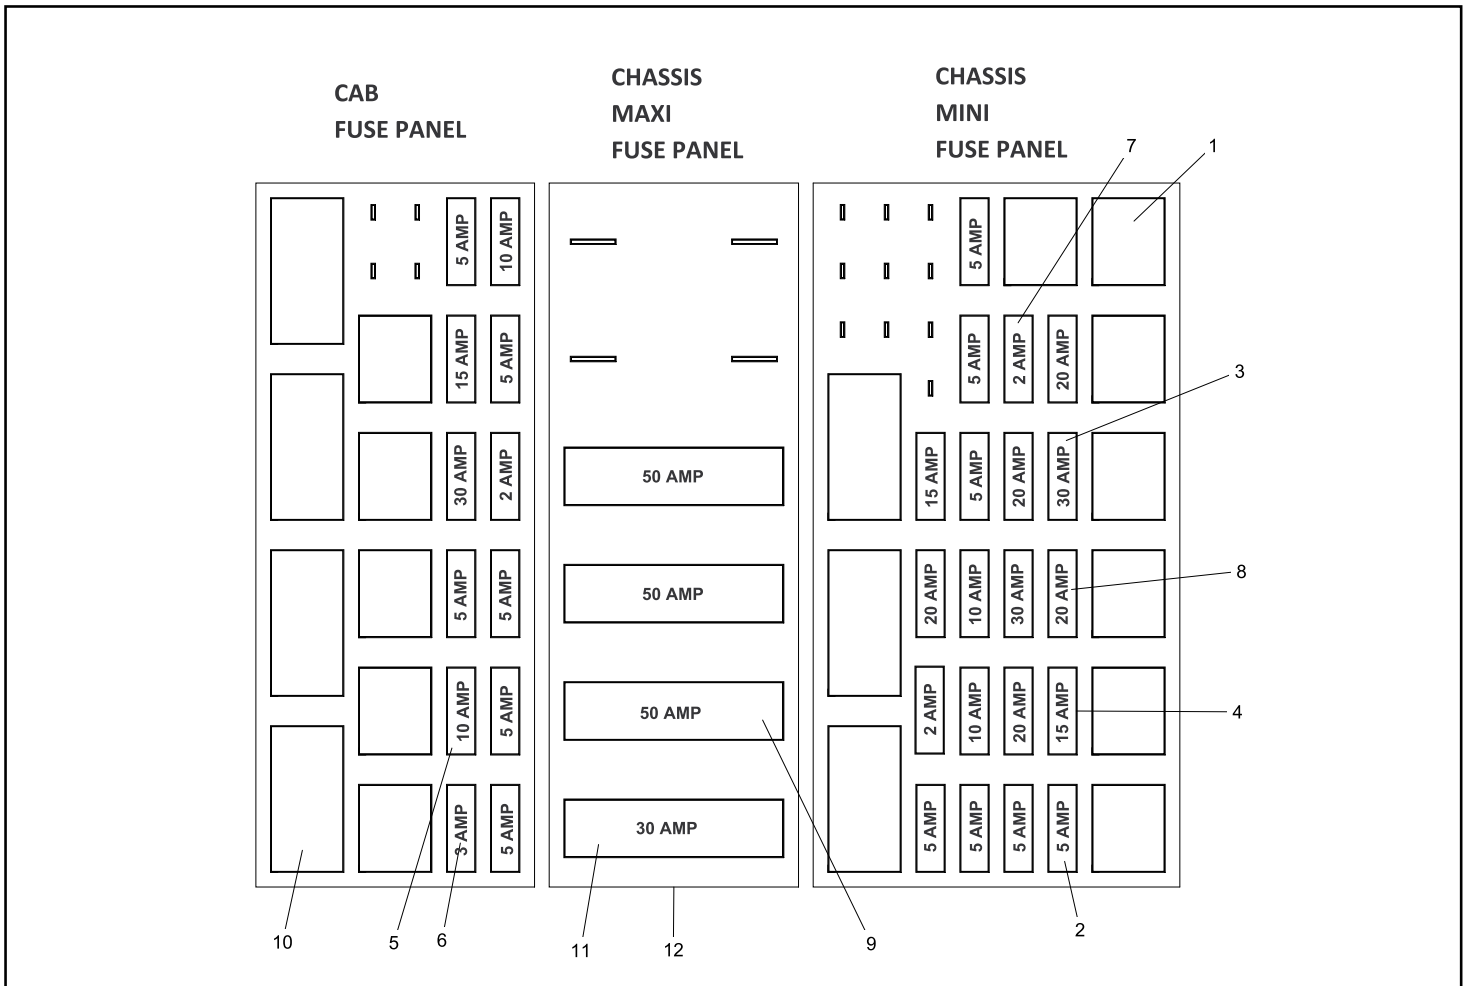 CAB
FUSE PANEL
CHASSIS
MAXI
FUSE PANEL
CHASSIS
MINI
FUSE PANEL
7
1
5 AMP
10 AMP
15 AMP
5 AMP
30 AMP
2 AMP
5 AMP
5 AMP
10 AMP
5 AMP
3 AMP
5 AMP
50 AMP
50 AMP
50 AMP
30 AMP
5 AMP
5 AMP
2 AMP
20 AMP
15 AMP
5 AMP
20 AMP
30 AMP
20 AMP
10 AMP
30 AMP
20 AMP
2 AMP
10 AMP
20 AMP
15 AMP
5 AMP
5 AMP
5 AMP
5 AMP
3
8
4
10
5
6
11
12
9
2